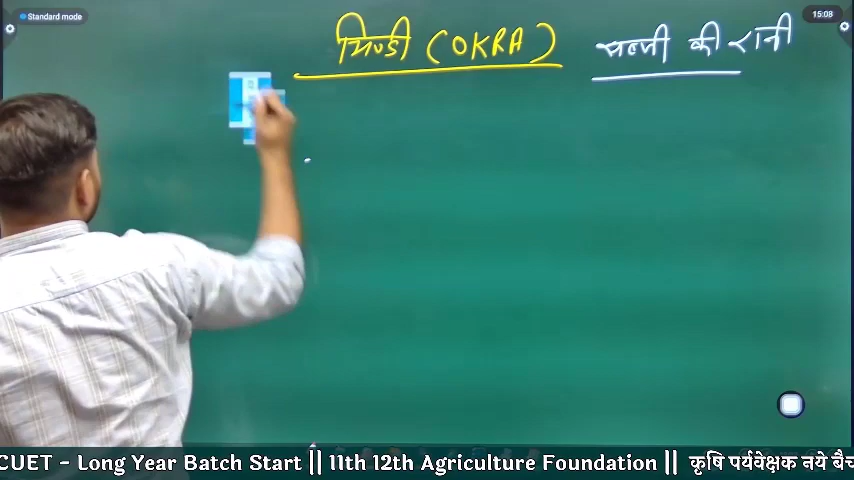 Standard mode
15:08
भिण्डी (OKRA) सब्जी की रानी
CUET - Long Year Batch Start || 11th 12th Agriculture Foundation || कृषि पर्यवेक्षक नये बैच